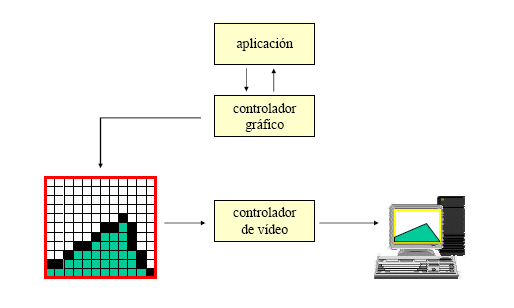 aplicación
controlador
gráfico
controlador
de vídeo